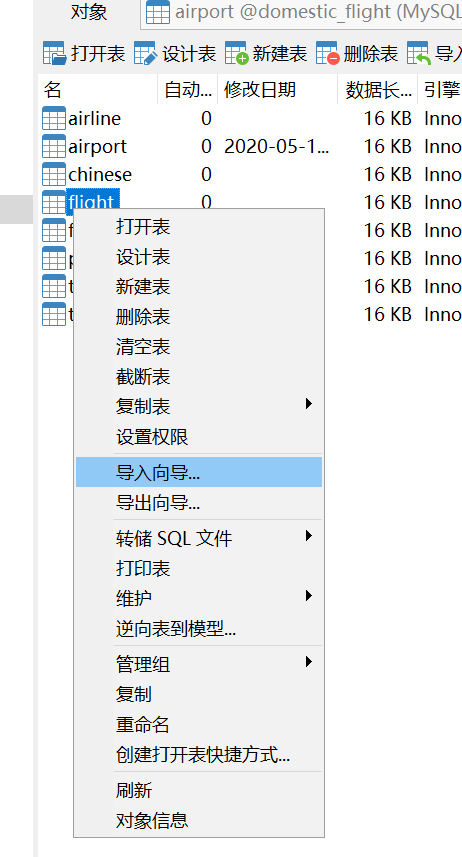 对象 airport @domestic_flight (MySQL
打开表 设计表 新建表 删除表 导入
名 自动... 修改日期 数据长... 引擎
airline 0 16 KB Inno
airport 0 2020-05-1... 16 KB Inno
chinese 0 16 KB Inno
flight 0 16 KB Inno
f 16 KB Inno
p 16 KB Inno
t 16 KB Inno
t 16 KB Inno
打开表
设计表
新建表
删除表
清空表
截断表
复制表
设置权限
导入向导...
导出向导...
转储 SQL 文件
打印表
维护
逆向表到模型...
管理组
复制
重命名
创建打开表快捷方式...
刷新
对象信息